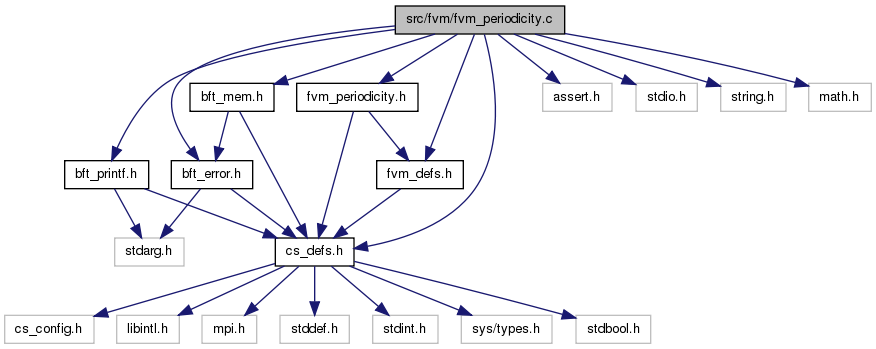 src/fvm/fvm_periodicity.c
bft_mem.h
fvm_periodicity.h
assert.h
stdio.h
string.h
math.h
bft_printf.h
bft_error.h
fvm_defs.h
stdarg.h
cs_defs.h
cs_config.h
libintl.h
mpi.h
stddef.h
stdint.h
sys/types.h
stdbool.h